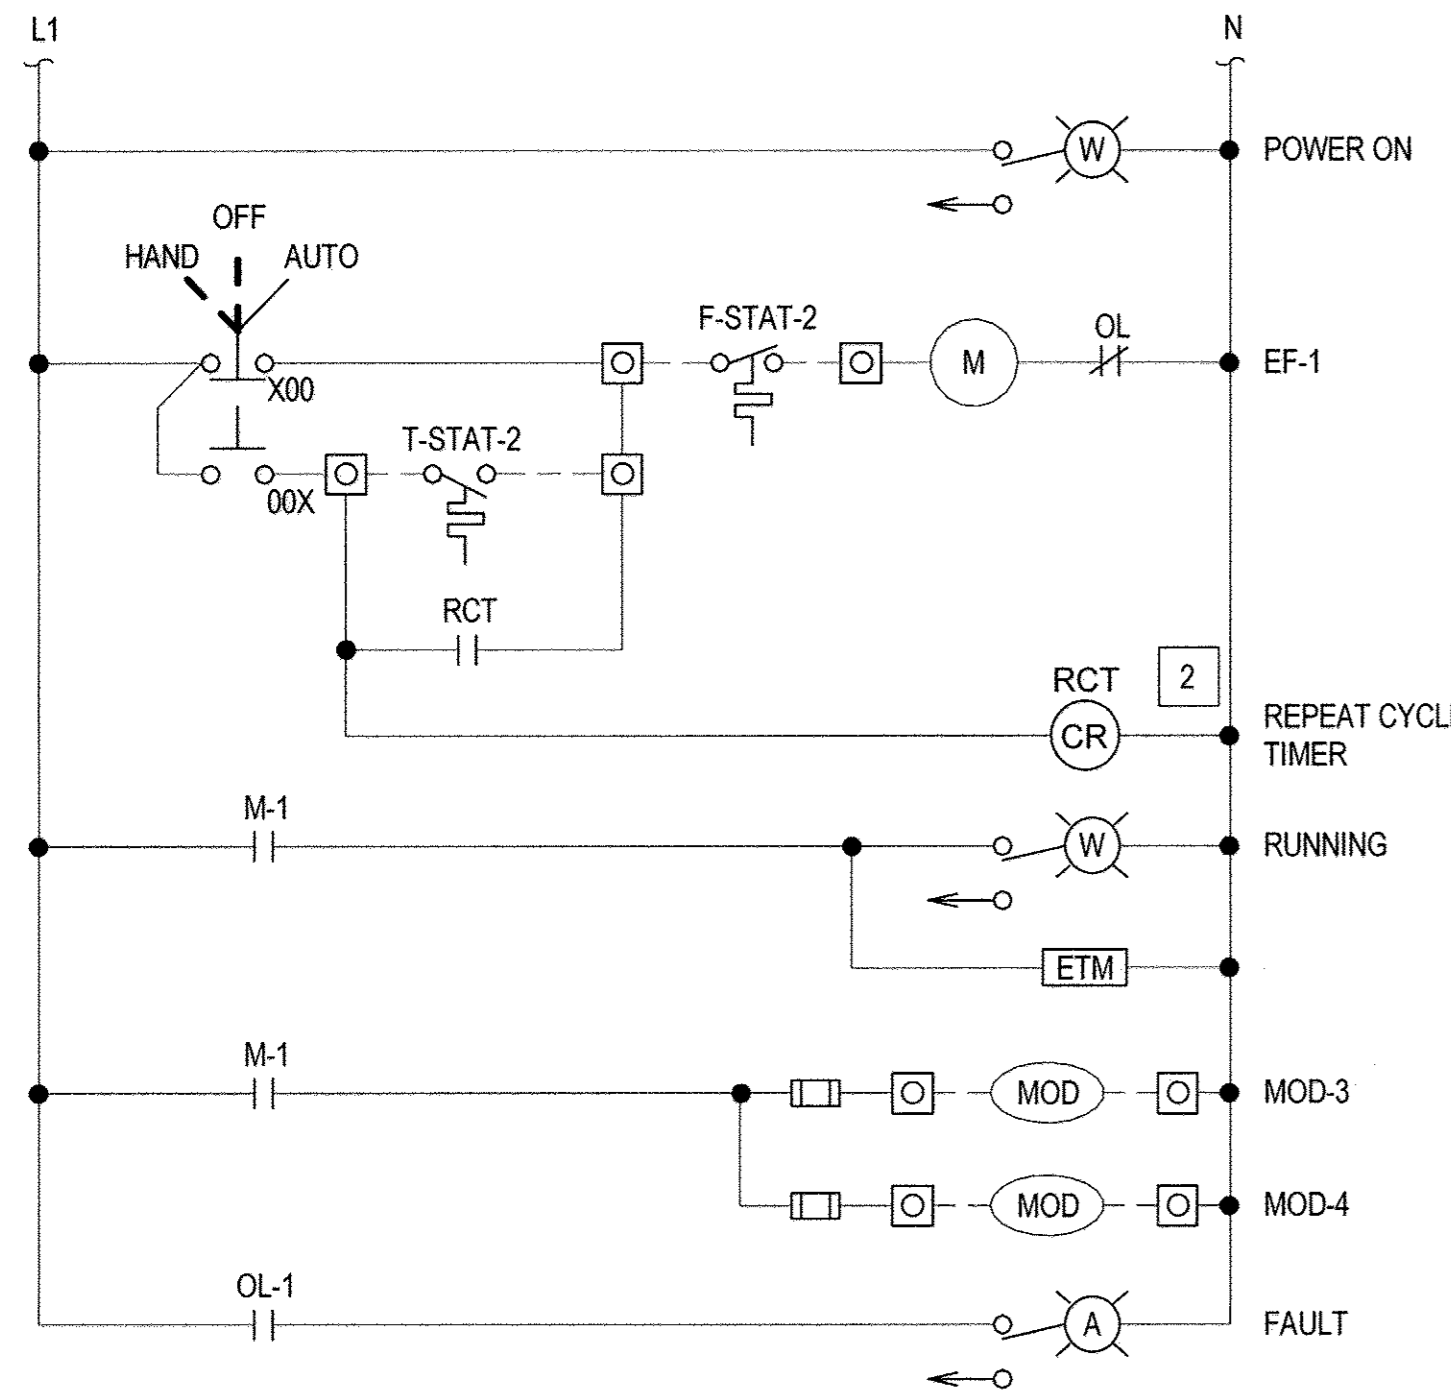 L1
N
W
POWER ON
OFF
HAND
AUTO
F-STAT-2
OL
M
EF-1
X00
T-STAT-2
00X
RCT
RCT
2
CR
REPEAT CYCL
TIMER
M-1
W
RUNNING
ETM
M-1
MOD
MOD-3
MOD
MOD-4
OL-1
A
FAULT